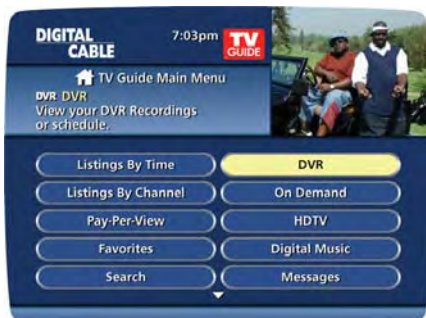 DIGITAL
CABLE
7:03pm
TV
GUIDE
TV Guide Main Menu
DVR DVR
View your DVR Recordings
or schedule.
Listings By Time
DVR
Listings By Channel
On Demand
Pay-Per-View
HDTV
Favorites
Digital Music
Search
Messages